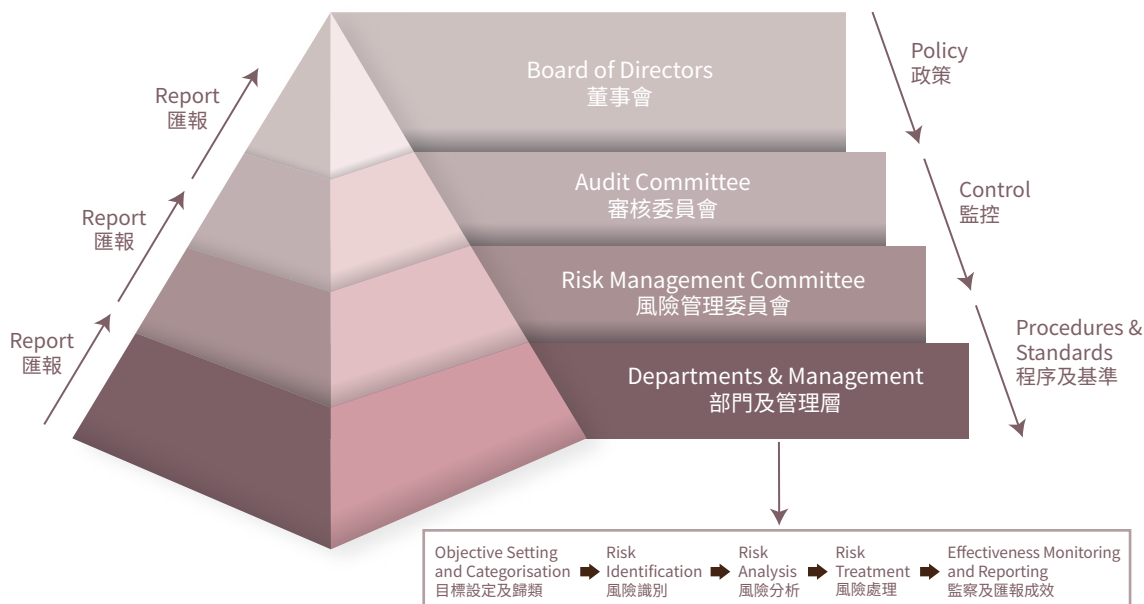 Board of Directors
董事會
Audit Committee
審核委員會
Risk Management Committee
風險管理委員會
Departments & Management
部門及管理層
Report
匯報
Report
匯報
Report
匯報
Policy
政策
Control
監控
Procedures &
Standards
程序及基準
Objective Setting
and Categorisation
目標設定及歸類
Risk
Identification
風險識別
Risk
Analysis
風險分析
Risk
Treatment
風險處理
Effectiveness Monitoring
and Reporting
監察及匯報成效